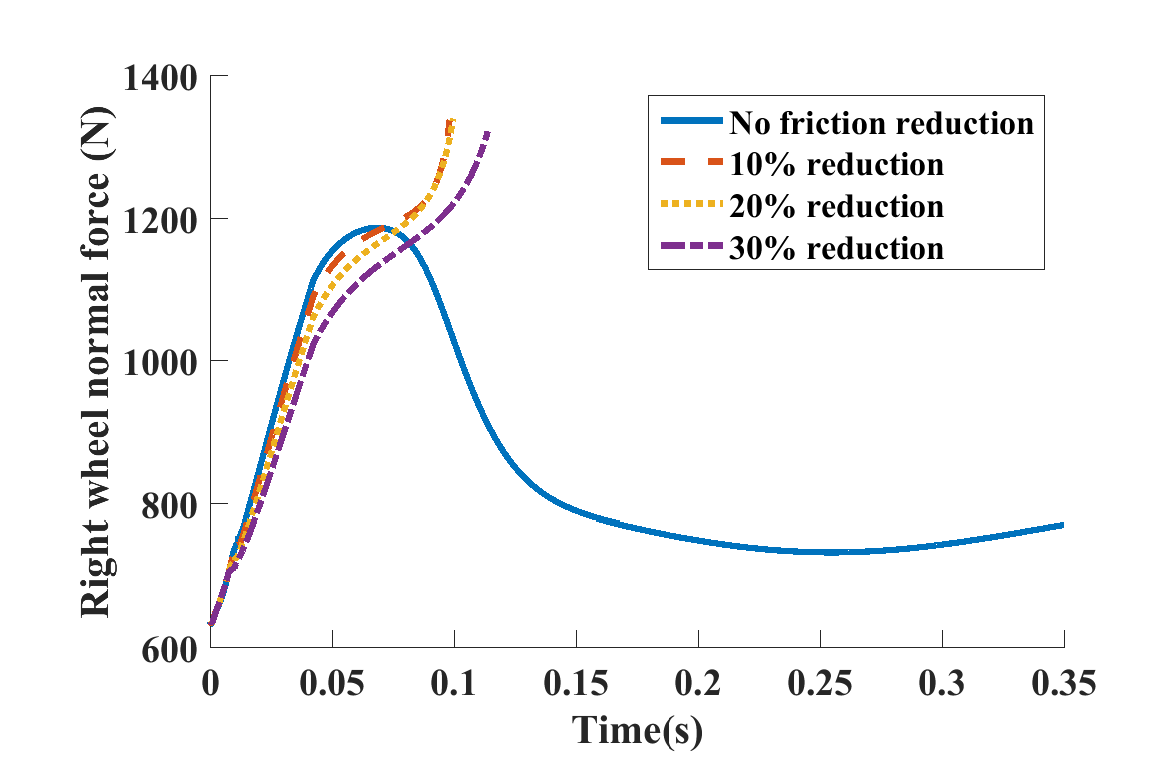 1400
1200
1000
800
600
Right wheel normal force (N)
No friction reduction
10% reduction
20% reduction
30% reduction
0 0.05 0.1 0.15 0.2 0.25 0.3 0.35
Time(s)